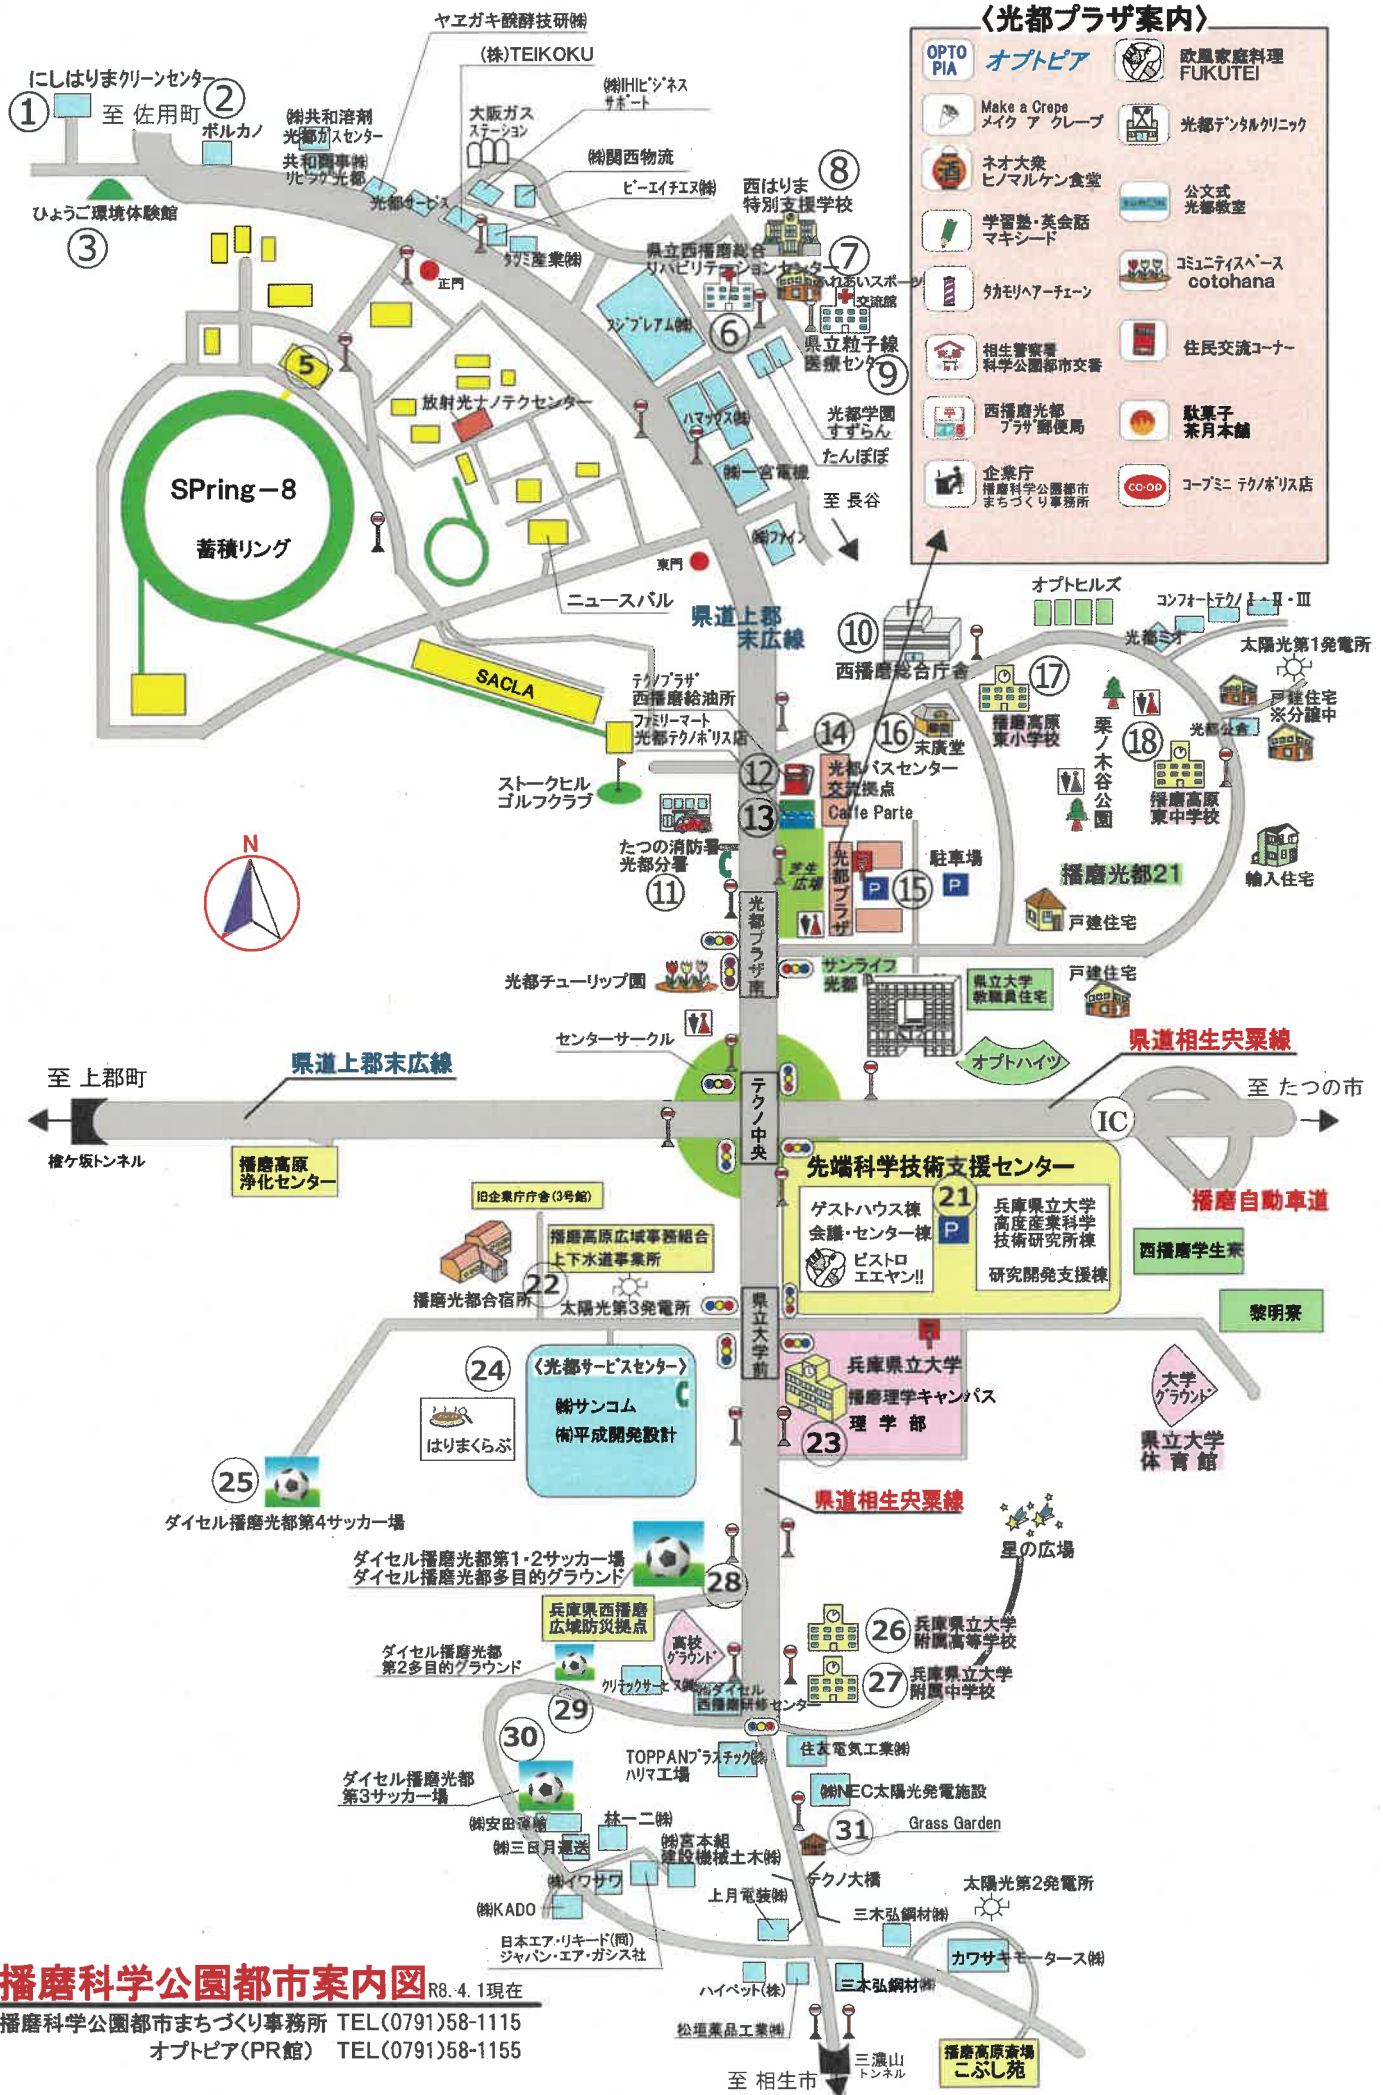 〈光都プラザ案内〉
OPTO
PIA
オプトピア
欧風家庭料理
FUKUTEI
Make a Crepe
メイク ア クレープ
光都デンタルクリニック
酒
ネオ大衆
ヒノマルケン食堂
公文式
光都教室
学習塾・英会話
マキシード
コミュニティスペース
cotohana
タカモリヘアーチェーン
住民交流コーナー
相生警察署
科学公園都市交番
西播磨光都
プラザ郵便局
駄菓子
茶月本舗
企業庁
播磨科学公園都市
まちづくり事務所
CO・OP
コープミニ テクノポリス店
ヤヱガキ醗酵技研㈱
(株)TEIKOKU
にしはりまクリーンセンター
①
至 佐用町
②
ボルカノ
㈱共和溶剤
光都ガスセンター
共和商事㈱
リビング光都
大阪ガス
ステーション
㈱IHIビジネス
サポート
㈱関西物流
ビーエイチエヌ㈱
光都サービス
タツミ産業㈱
ひょうご環境体験館
③
正門
西はりま
特別支援学校
⑧
県立西播磨総合
リハビリテーションセンター
⑦
ふれあいスポーツ
交流館
⑥
フジプレアム㈱
県立粒子線
医療センター
⑨
⑤
放射光ナノテクセンター
ハマックス㈱
光都学園
すずらん
たんぽぽ
㈱一宮電機
至 長谷
㈱ファイン
SPring-8
蓄積リング
東門
ニュースバル
県道上郡
末広線
SACLA
⑩
西播磨総合庁舎
オプトヒルズ
コンフォートテクノⅠ・Ⅱ・Ⅲ
光都ミオ
太陽光第1発電所
戸建住宅
※分譲中
光都公舎
⑰
播磨高原
東小学校
栗ノ木谷公園
⑱
播磨高原
東中学校
テクノプラザ
西播磨給油所
ファミリーマート
光都テクノポリス店
⑭
⑯
末廣堂
⑫
光都バスセンター
交流拠点
⑬
Caffe Parte
ストークヒル
ゴルフクラブ
たつの消防署
光都分署
⑪
芝生
広場
光都プラザ
P
⑮
駐車場
P
播磨光都21
輸入住宅
戸建住宅
N
光都プラザ南
光都チューリップ園
サンライフ
光都
県立大学
教職員住宅
戸建住宅
オプトハイツ
センターサークル
県道相生宍粟線
県道上郡末広線
至 上郡町
テクノ中央
至 たつの市
IC
檜ケ坂トンネル
播磨高原
浄化センター
播磨自動車道
先端科学技術支援センター
ゲストハウス棟
会議・センター棟
ビストロ
エエヤン!!
㉑
P
兵庫県立大学
高度産業科学
技術研究所棟
研究開発支援棟
旧企業庁庁舎(3号館)
播磨高原広域事務組合
上下水道事業所
播磨光都合宿所
㉒
太陽光第3発電所
西播磨学生寮
黎明寮
県立大学前
兵庫県立大学
播磨理学キャンパス
理 学 部
㉓
大学
グラウンド
県立大学
体 育 館
㉔
はりまくらぶ
〈光都サービスセンター〉
㈱サンコム
㈲平成開発設計
㉕
ダイセル播磨光都第4サッカー場
県道相生宍粟線
星の広場
ダイセル播磨光都第1・2サッカー場
ダイセル播磨光都多目的グラウンド
㉘
兵庫県西播磨
広域防災拠点
高校
グラウンド
㉖
兵庫県立大学
附属高等学校
㉗
兵庫県立大学
附属中学校
ダイセル播磨光都
第2多目的グラウンド
㉙
クリテックサービス㈱
㈱ダイセル
西播磨研修センター
㉚
TOPPANプラスチック㈱
ハリマ工場
住友電気工業㈱
ダイセル播磨光都
第3サッカー場
㈱NEC太陽光発電施設
㉛
Grass Garden
㈱安田運輸
㈱三日月運送
林一二㈱
㈱宮本組
建設機械土木㈱
テクノ大橋
㈱イワサワ
㈱KADO
上月電装㈱
太陽光第2発電所
三木弘鋼材㈱
日本エア・リキード(同)
ジャパン・エア・ガシス社
カワサキモータース㈱
ハイペット(株)
三木弘鋼材㈱
松垣薬品工業㈱
三濃山
トンネル
播磨高原斎場
こぶし苑
至 相生市
播磨科学公園都市案内図 R8.4.1現在
播磨科学公園都市まちづくり事務所 TEL(0791)58-1115
オプトピア(PR館) TEL(0791)58-1155